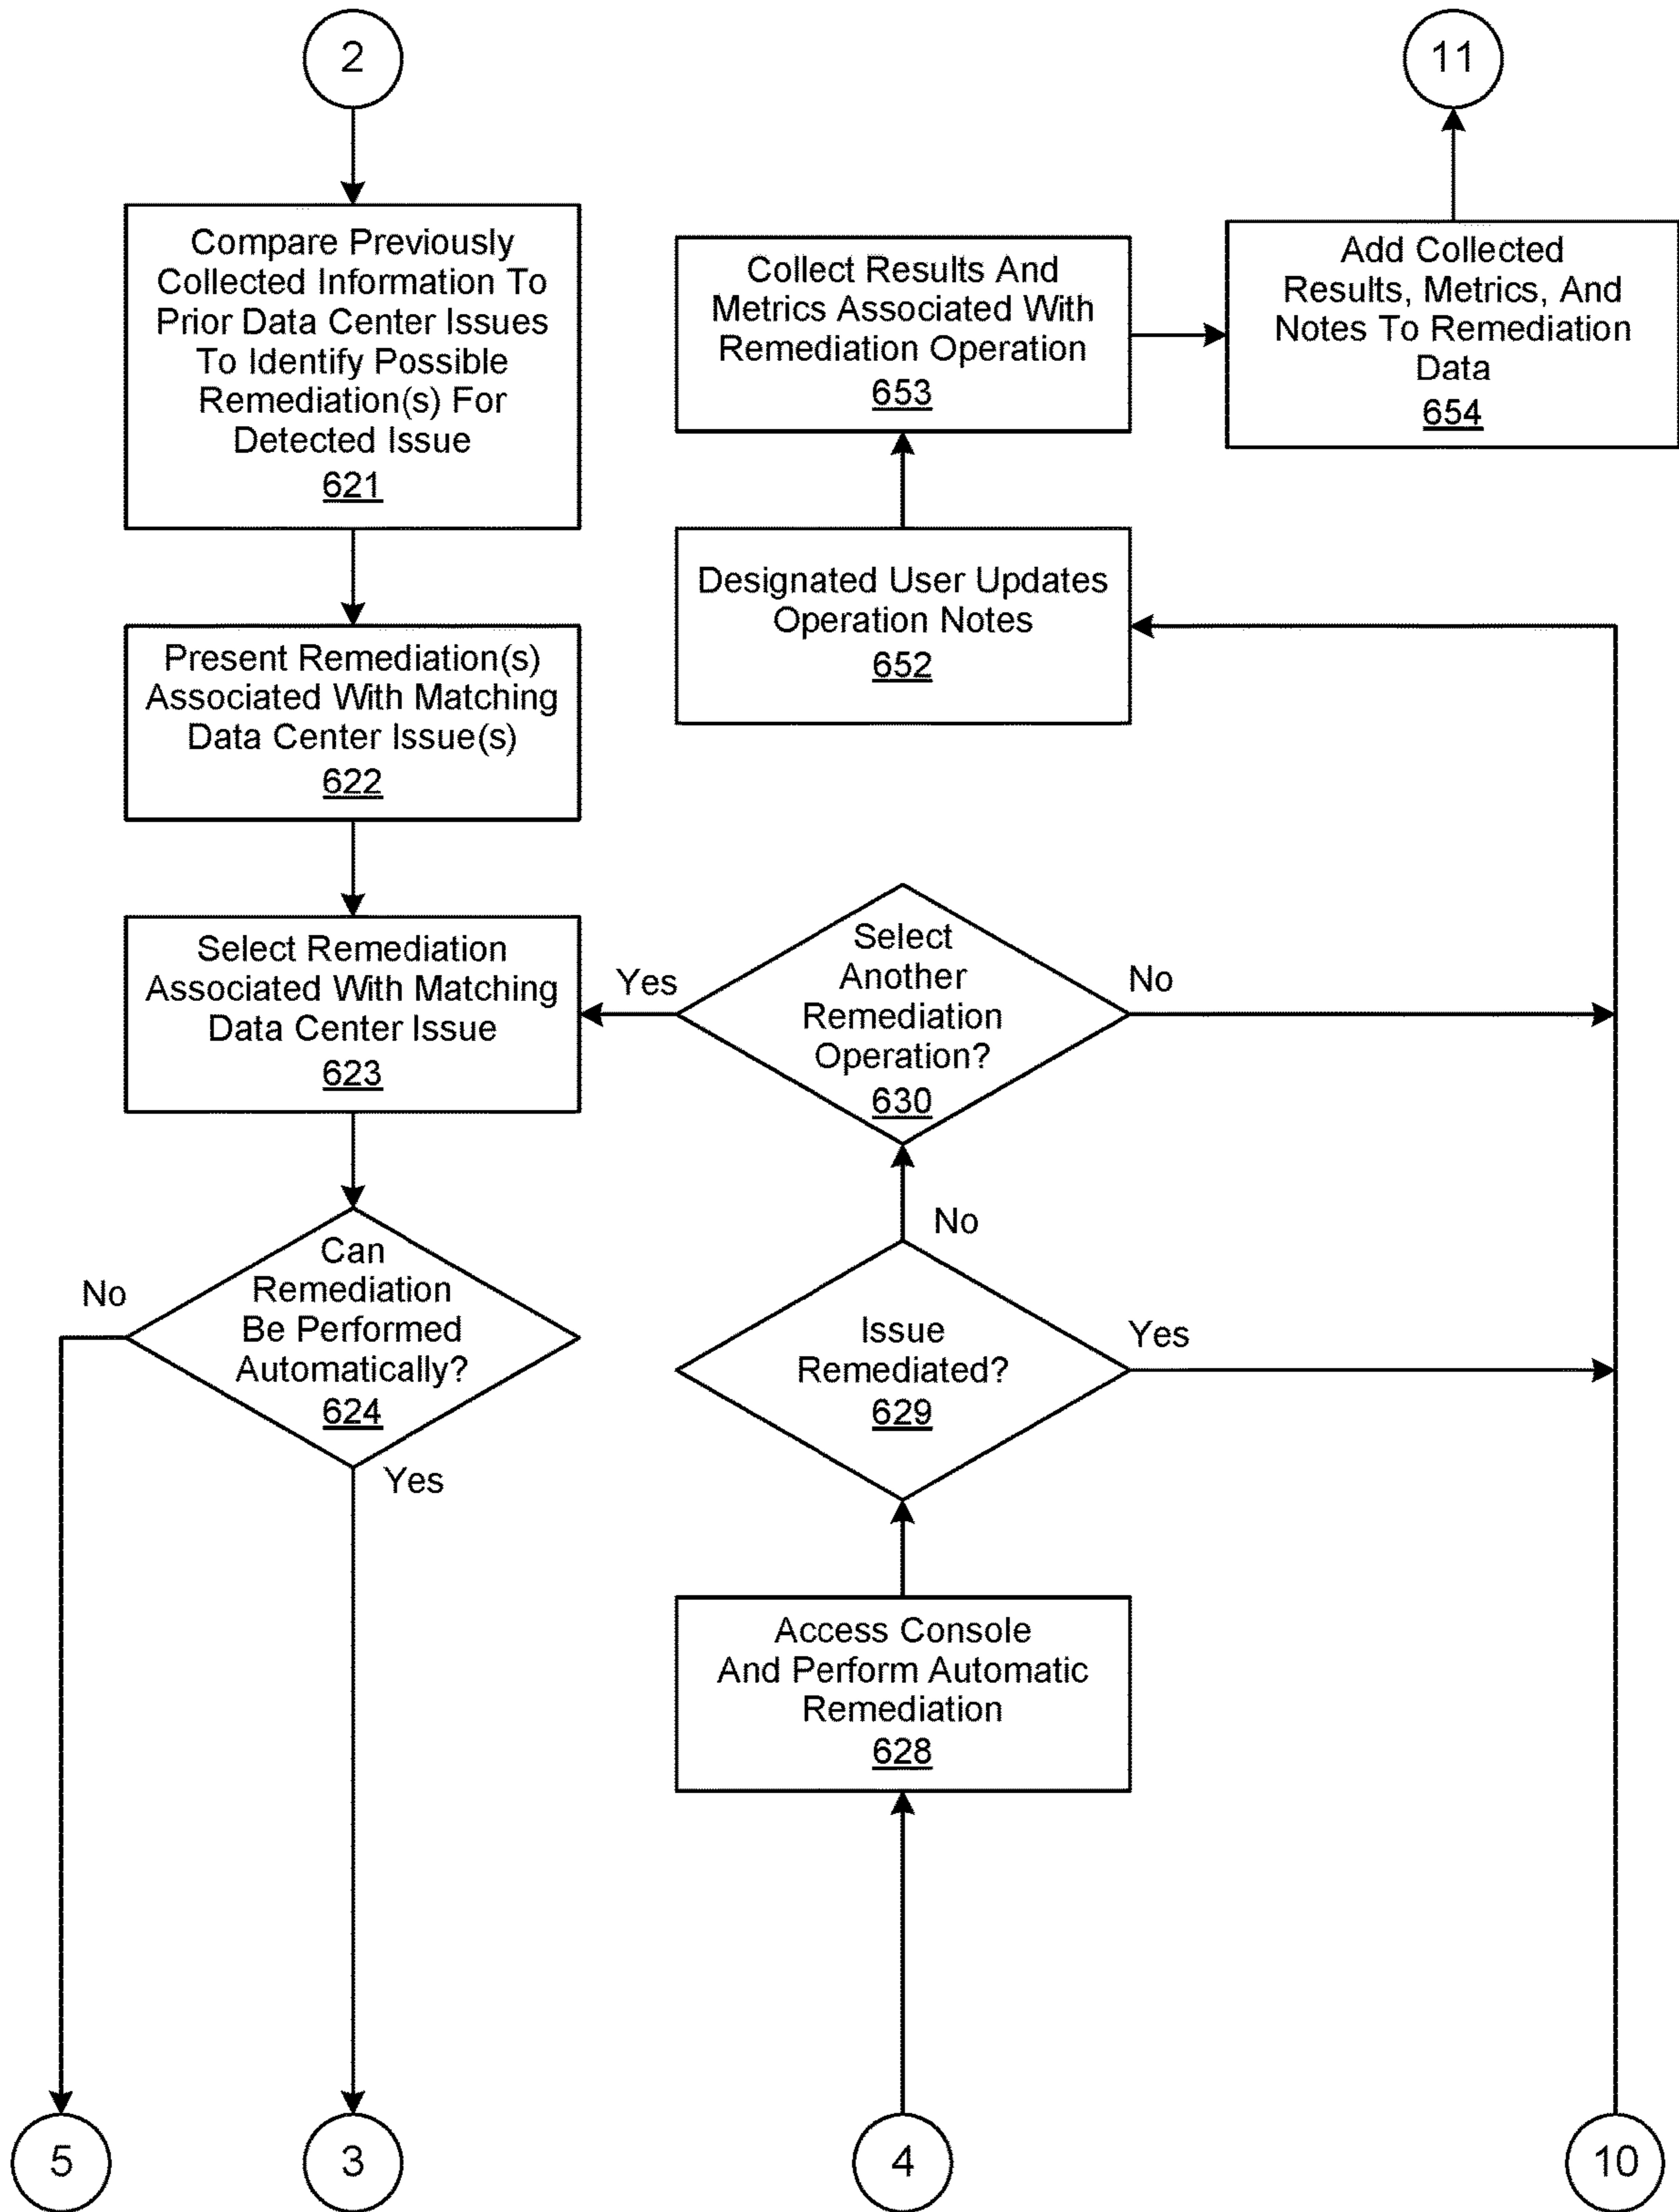 2
Compare Previously
Collected Information To
Prior Data Center Issues
To Identify Possible
Remediation(s) For
Detected Issue
621
Present Remediation(s)
Associated With Matching
Data Center Issue(s)
622
Select Remediation
Associated With Matching
Data Center Issue
623
Can
Remediation
Be Performed
Automatically?
624
No
Yes
5
3
11
Collect Results And
Metrics Associated With
Remediation Operation
653
Add Collected
Results, Metrics, And
Notes To Remediation
Data
654
Designated User Updates
Operation Notes
652
Select
Another
Remediation
Operation?
630
Yes
No
No
Issue
Remediated?
629
Yes
Access Console
And Perform Automatic
Remediation
628
4
10